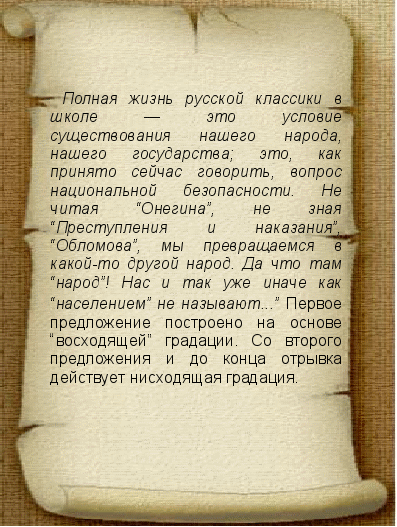 Полная жизнь русской классики в
школе — это условие
существования нашего народа,
нашего государства; это, как
принято сейчас говорить, вопрос
национальной безопасности. Не
читая “Онегина”, не зная
“Преступления и наказания”,
“Обломова”, мы превращаемся в
какой-то другой народ. Да что там
“народ”! Нас и так уже иначе как
“населением” не называют...” Первое
предложение построено на основе
“восходящей” градации. Со второго
предложения и до конца отрывка
действует нисходящая градация.